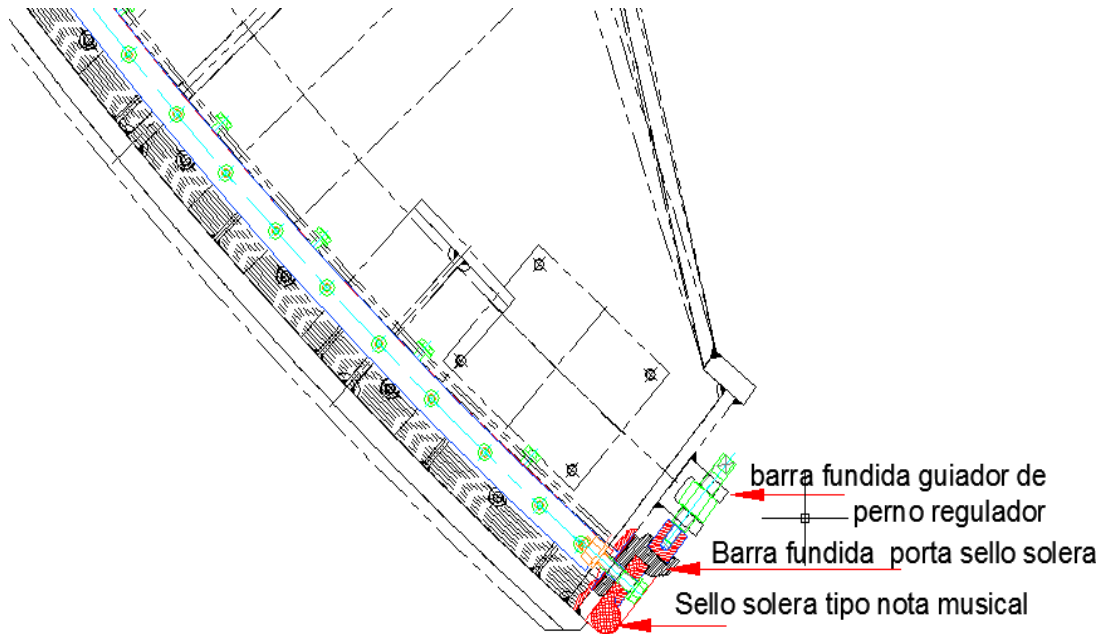 barra fundida guiador de
perno regulador
Barra fundida porta sello solera
Sello solera tipo nota musical